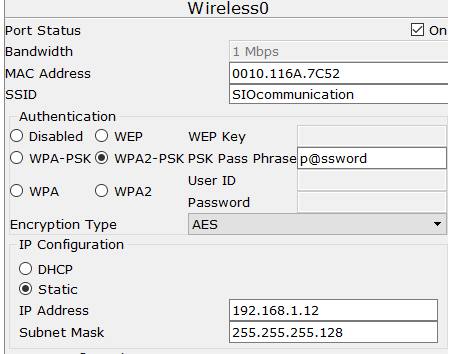 Wireless0
Port Status On
Bandwidth 1 Mbps
MAC Address 0010.116A.7C52
SSID SIOcommunication
Authentication
Disabled WEP WEP Key
WPA-PSK WPA2-PSK PSK Pass Phrase p@ssword
User ID
WPA WPA2
Password
Encryption Type AES
IP Configuration
DHCP
Static
IP Address 192.168.1.12
Subnet Mask 255.255.255.128